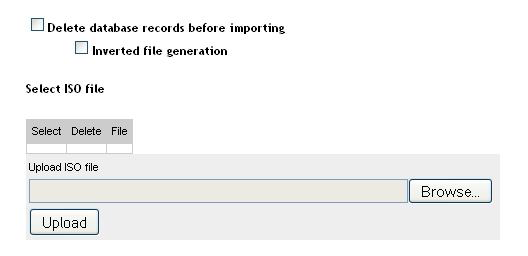 Delete database records before importing
Inverted file generation
Select ISO file
Select Delete File
Upload ISO file
Browse...
Upload